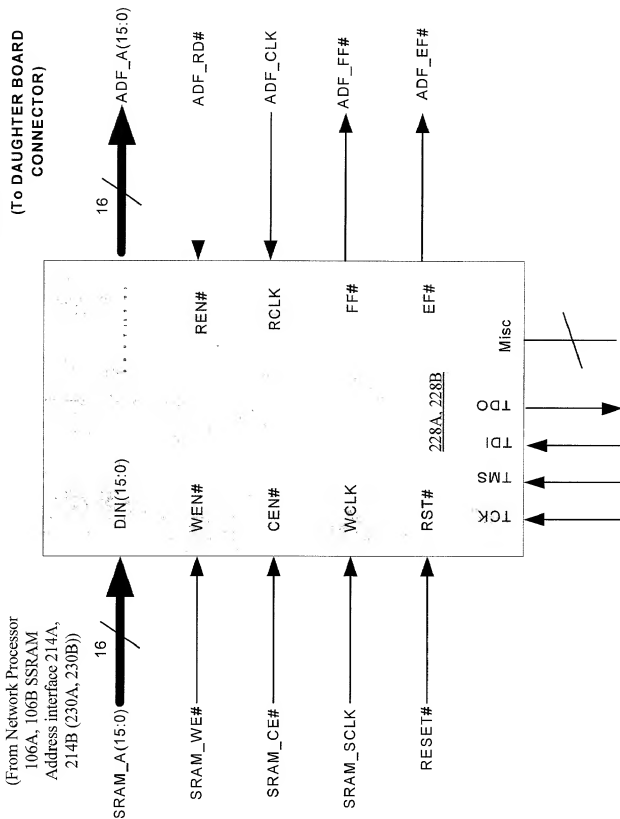 (From Network Processor
106A, 106B SSRAM
Address interface 214A,
214B (230A, 230B))
(To DAUGHTER BOARD
CONNECTOR)
SRAM_A(15:0)
16
DIN(15:0)
16
ADF_A(15:0)
SRAM_WE#
WEN#
REN#
ADF_RD#
SRAM_CE#
CEN#
RCLK
ADF_CLK
SRAM_SCLK
WCLK
FF#
ADF_FF#
RESET#
RST#
228A, 228B
EF#
ADF_EF#
TCK
TMS
TDI
TDO
Misc